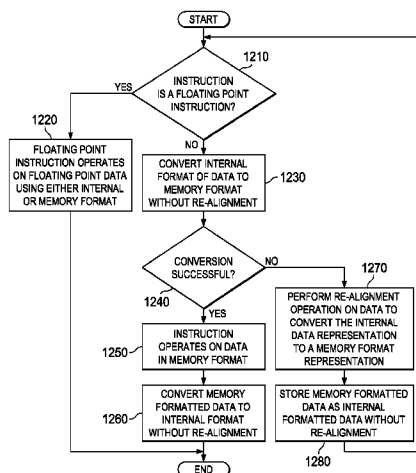 START
1210
INSTRUCTION
IS A FLOATING POINT
INSTRUCTION?
YES
NO
1220
FLOATING POINT
INSTRUCTION OPERATES
ON FLOATING POINT DATA
USING EITHER INTERNAL
OR MEMORY FORMAT
CONVERT INTERNAL
FORMAT OF DATA TO
MEMORY FORMAT
WITHOUT RE-ALIGNMENT
1230
CONVERSION
SUCCESSFUL?
NO
1240
YES
1270
PERFORM RE-ALIGNMENT
OPERATION ON DATA TO
CONVERT THE INTERNAL
DATA REPRESENTATION
TO A MEMORY FORMAT
REPRESENTATION
1250
INSTRUCTION
OPERATES ON DATA
IN MEMORY FORMAT
1260
CONVERT MEMORY
FORMATTED DATA TO
INTERNAL FORMAT
WITHOUT RE-ALIGNMENT
STORE MEMORY FORMATTED
DATA AS INTERNAL
FORMATTED DATA WITHOUT
RE-ALIGNMENT
1280
END